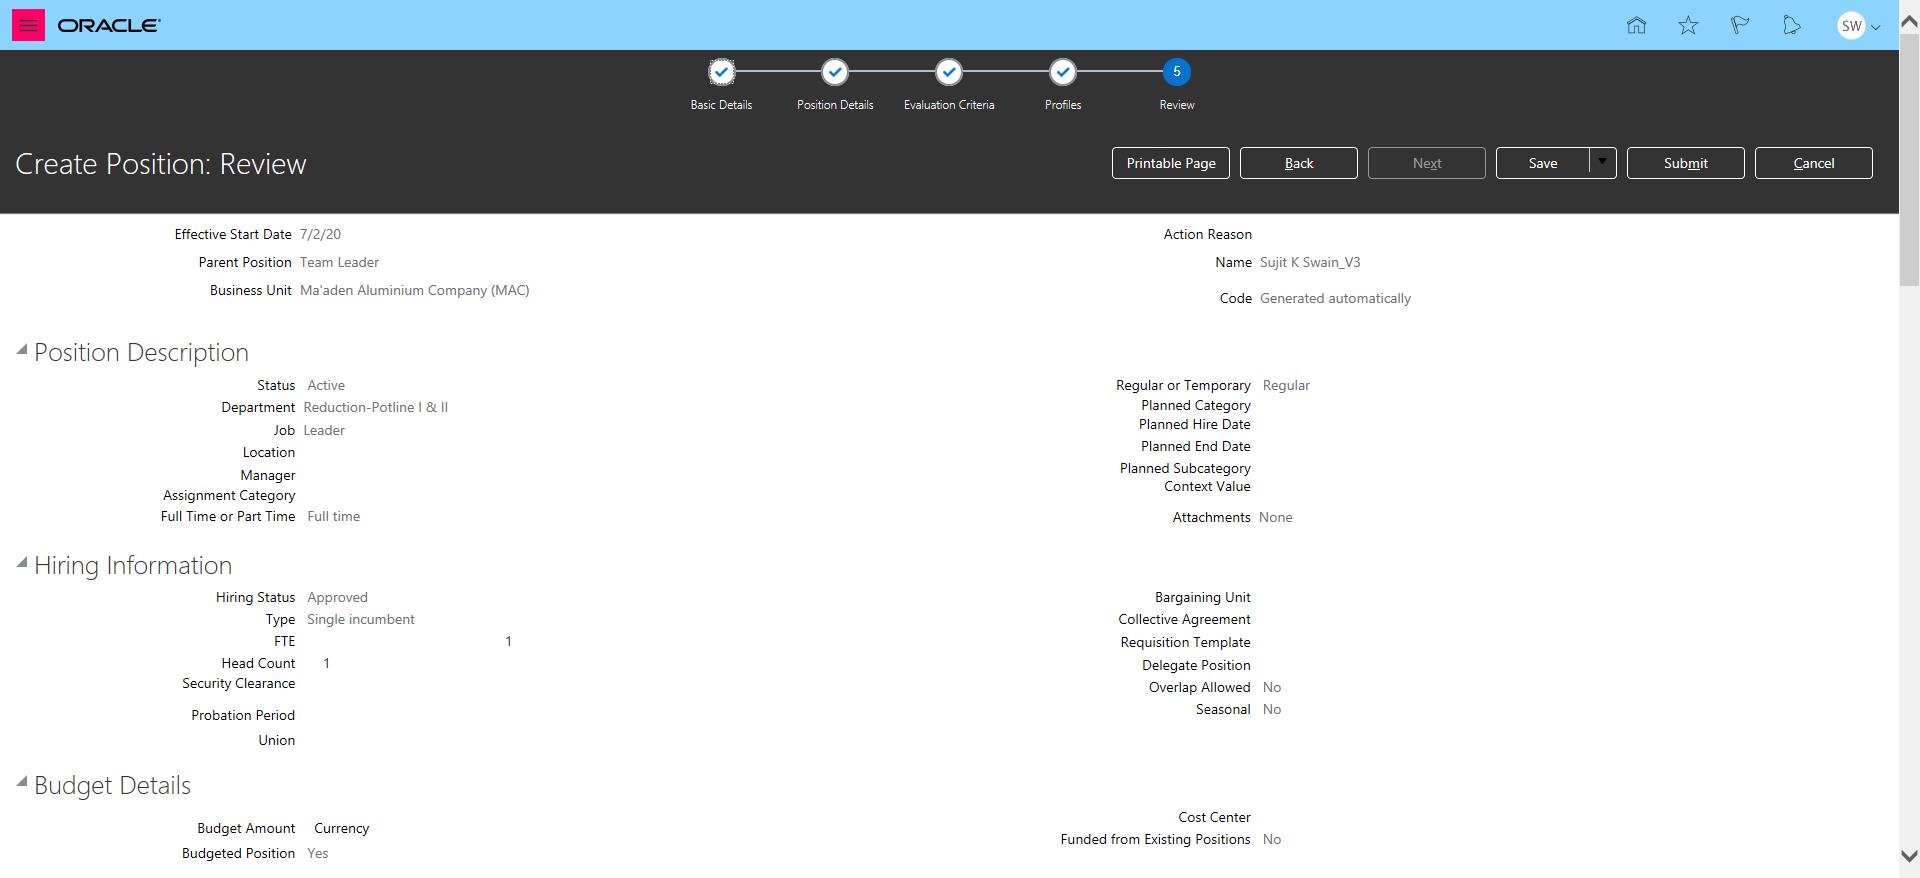 ORACLE
SW
5
Basic Details Position Details Evaluation Criteria Profiles Review
Create Position: Review Printable Page Back Next Save Submit Cancel
Effective Start Date 7/2/20 Action Reason
Parent Position Team Leader Name Sujit K Swain_V3
Business Unit Ma'aden Aluminium Company (MAC)
Code Generated automatically
Position Description
Status Active Regular or Temporary Regular
Department Reduction-Potline I & II Planned Category
Job Leader Planned Hire Date
Location Planned End Date
Manager Planned Subcategory
Assignment Category Context Value
Full Time or Part Time Full time Attachments None
Hiring Information
Hiring Status Approved Bargaining Unit
Type Single incumbent Collective Agreement
FTE 1 Requisition Template
Head Count 1 Delegate Position
Security Clearance Overlap Allowed No
Probation Period Seasonal No
Union
Budget Details
Budget Amount Currency Cost Center
Budgeted Position Yes Funded from Existing Positions No